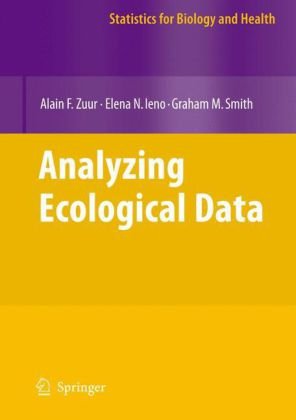 Statistics for Biology and Health
Alain F. Zuur · Elena N. Ieno · Graham M. Smith
Analyzing
Ecological Data
Springer